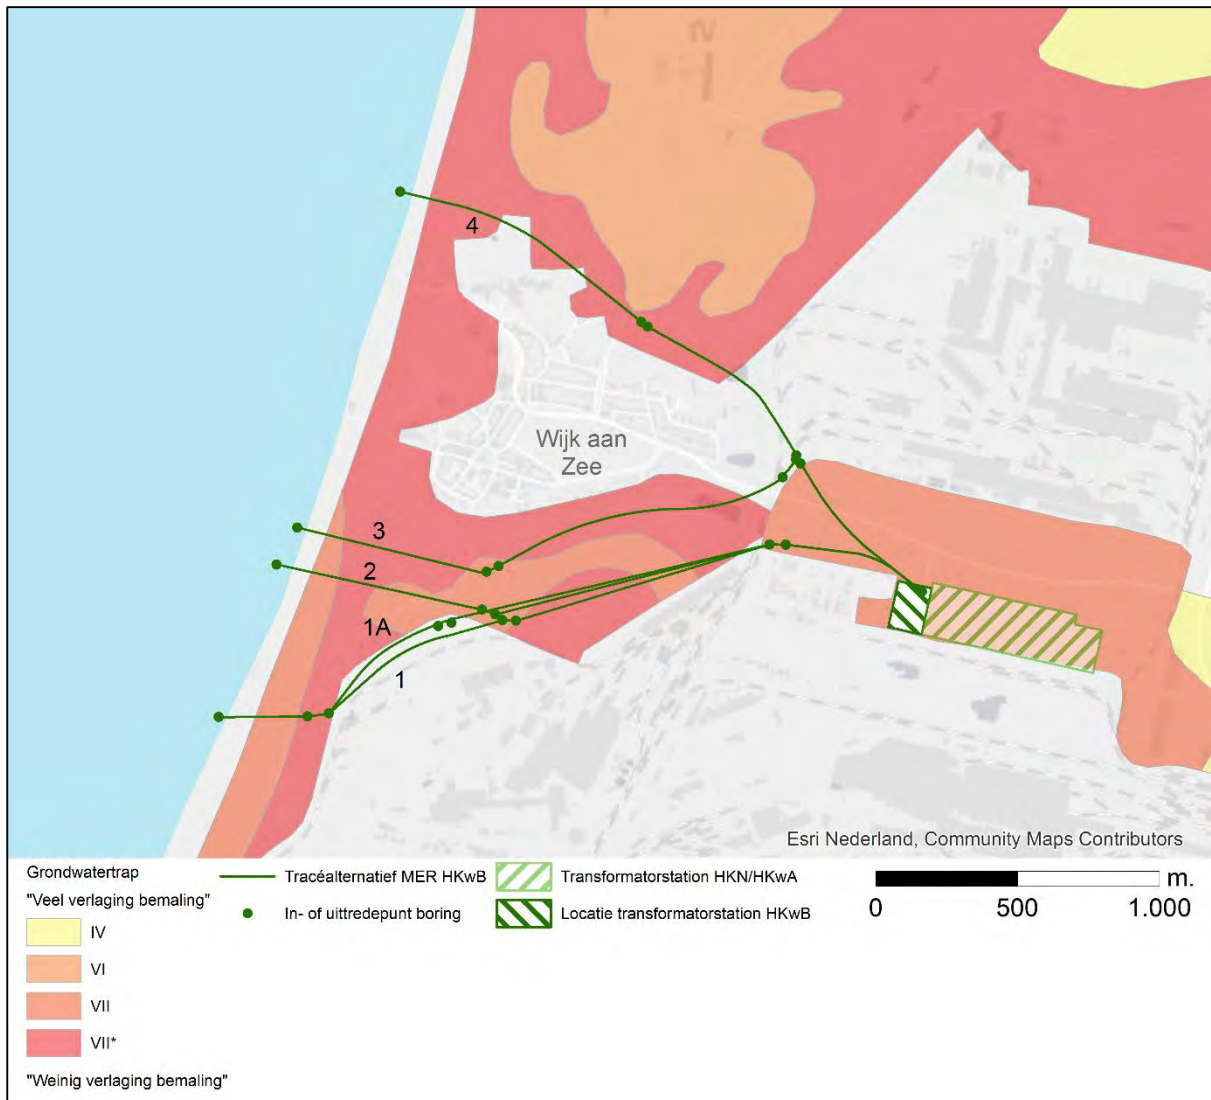 4
Wijk aan
Zee
3
2
1A
1
Esri Nederland, Community Maps Contributors
Grondwatertrap
"Veel verlaging bemaling"
IV
VI
VII
VII*
"Weinig verlaging bemaling"
Tracéalternatief MER HKwB
In- of uittredepunt boring
Transformatorstation HKN/HKwA
Locatie transformatorstation HKwB
m.
0 500 1.000